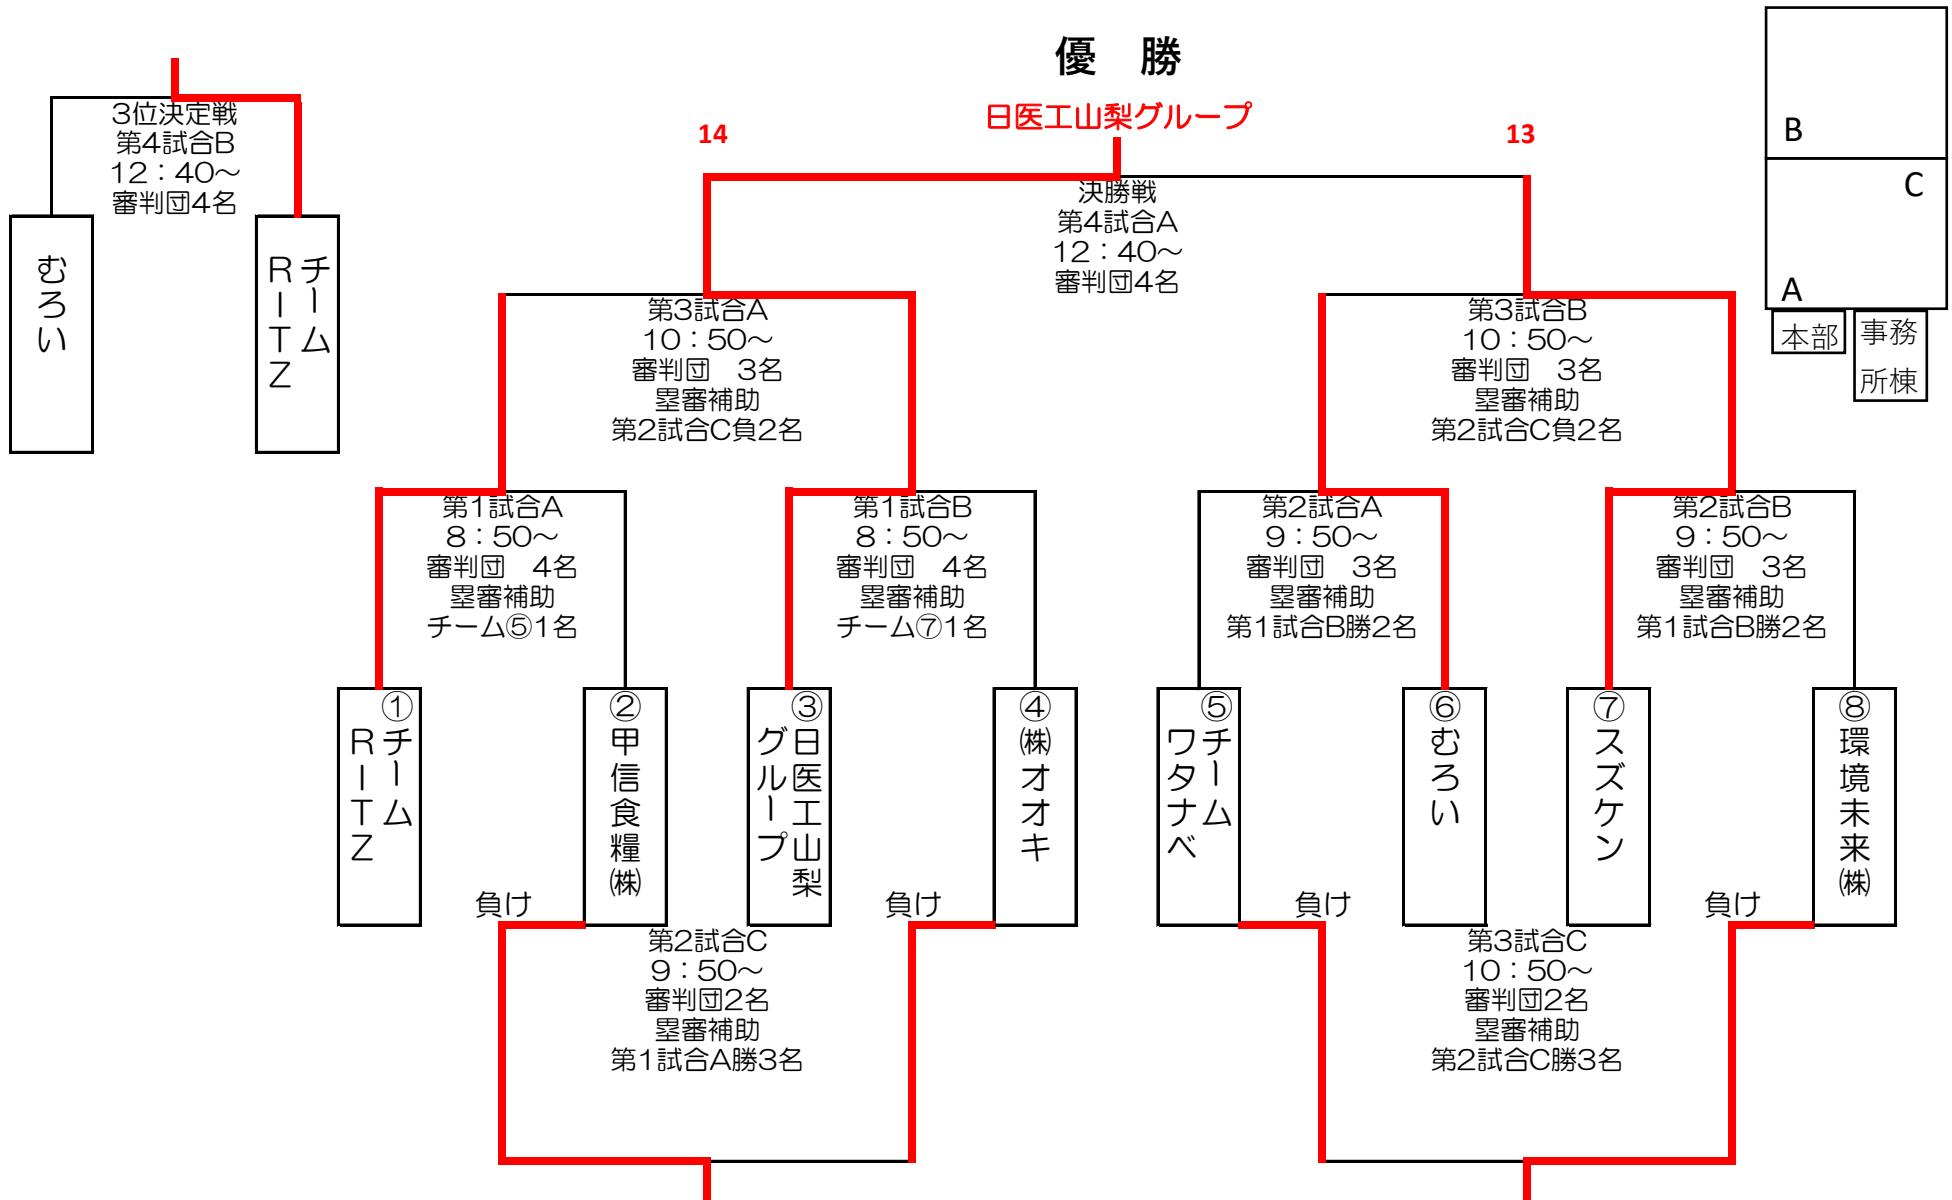 優　勝
日医工山梨グループ
14
13
3位決定戦
第4試合B
12：40～
審判団4名
むろい
チーム
RITZ
決勝戦
第4試合A
12：40～
審判団4名
B
C
A
本部
事務
所棟
第3試合A
10：50～
審判団　3名
塁審補助
第2試合C負2名
第3試合B
10：50～
審判団　3名
塁審補助
第2試合C負2名
第1試合A
8：50～
審判団　4名
塁審補助
チーム⑤1名
第1試合B
8：50～
審判団　4名
塁審補助
チーム⑦1名
第2試合A
9：50～
審判団　3名
塁審補助
第1試合B勝2名
第2試合B
9：50～
審判団　3名
塁審補助
第1試合B勝2名
①チーム
RITZ
②甲信食糧㈱
③日医工山梨
グループ
④㈱オオキ
⑤チーム
ワタナベ
⑥むろい
⑦スズケン
⑧環境未来㈱
負け
負け
負け
負け
第2試合C
9：50～
審判団2名
塁審補助
第1試合A勝3名
第3試合C
10：50～
審判団2名
塁審補助
第2試合C勝3名